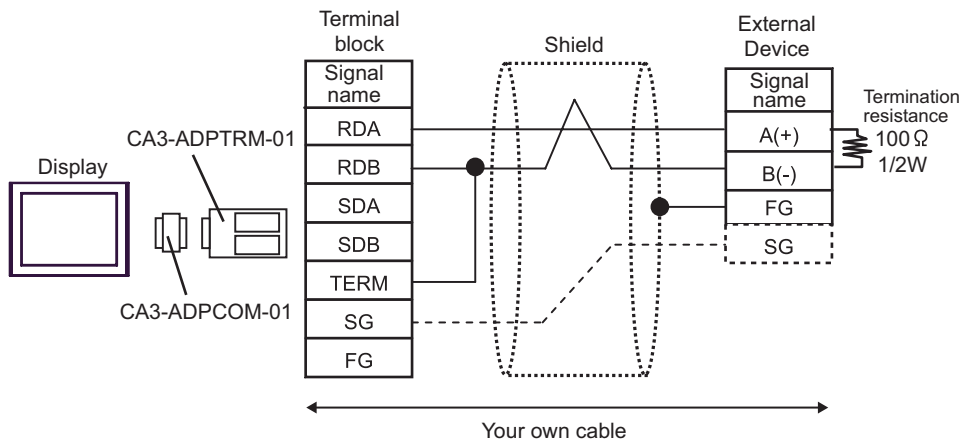 Terminal
block
Shield
External
Device
Signal
name
Signal
name
Termination
resistance
100 Ω
1/2W
CA3-ADPTRM-01
Display
CA3-ADPCOM-01
RDA
RDB
SDA
SDB
TERM
SG
FG
A(+)
B(-)
FG
SG
Your own cable